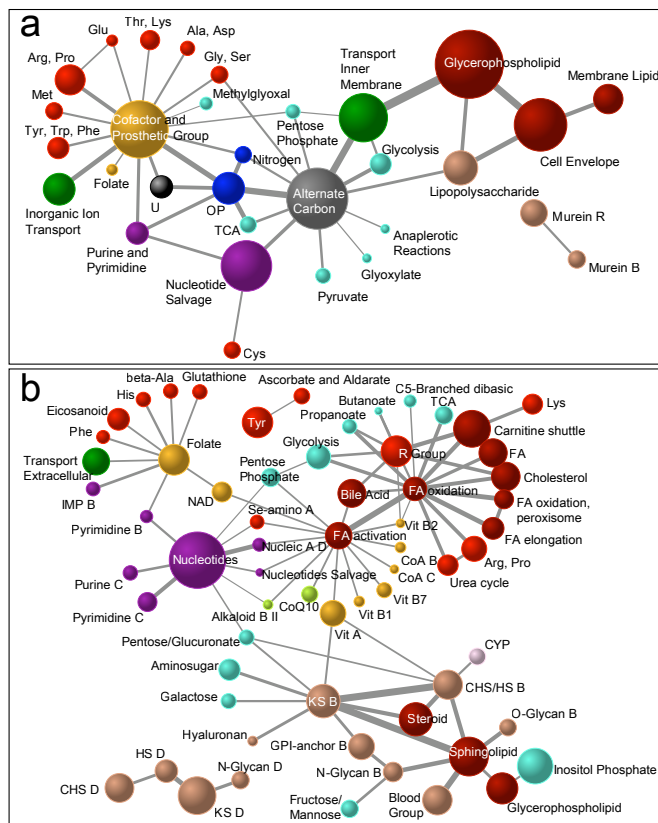 a
Glu
Thr, Lys
Ala, Asp
Arg, Pro
Gly, Ser
Met
Methylglyoxal
Tyr, Trp, Phe
Cofactor and
Prosthetic Group
Folate
Inorganic Ion
Transport
U
OP
Nitrogen
TCA
Purine and
Pyrimidine
Nucleotide
Salvage
Cys
Transport
Inner
Membrane
Pentose
Phosphate
Glycolysis
Alternate
Carbon
Anaplerotic
Reactions
Glyoxylate
Pyruvate
Glycerophospholipid
Membrane Lipid
Cell Envelope
Lipopolysaccharide
Murein R
Murein B
b
beta-Ala
Glutathione
His
Eicosanoid
Phe
Folate
Transport
Extracellular
IMP B
NAD
Pyrimidine B
Nucleotides
Purine C
Pyrimidine C
Ascorbate and Aldarate
Tyr
Glycolysis
Pentose
Phosphate
Se-amino A
Nucleic A D
Nucleotides Salvage
Alkaloid B II
CoQ10
Vit A
Vit B1
Vit B7
CoA C
CoA B
Vit B2
FA activation
Bile Acid
C5-Branched dibasic
Butanoate
TCA
Propanoate
R Group
FA oxidation
Lys
Carnitine shuttle
FA
Cholesterol
FA oxidation,
peroxisome
FA elongation
Arg, Pro
Urea cycle
Pentose/Glucuronate
Aminosugar
Galactose
Hyaluronan
KS B
CYP
CHS/HS B
Steroid
O-Glycan B
Sphingolipid
Inositol Phosphate
Glycerophospholipid
GPI-anchor B
N-Glycan B
Fructose/
Mannose
Blood
Group
HS D
N-Glycan D
CHS D
KS D